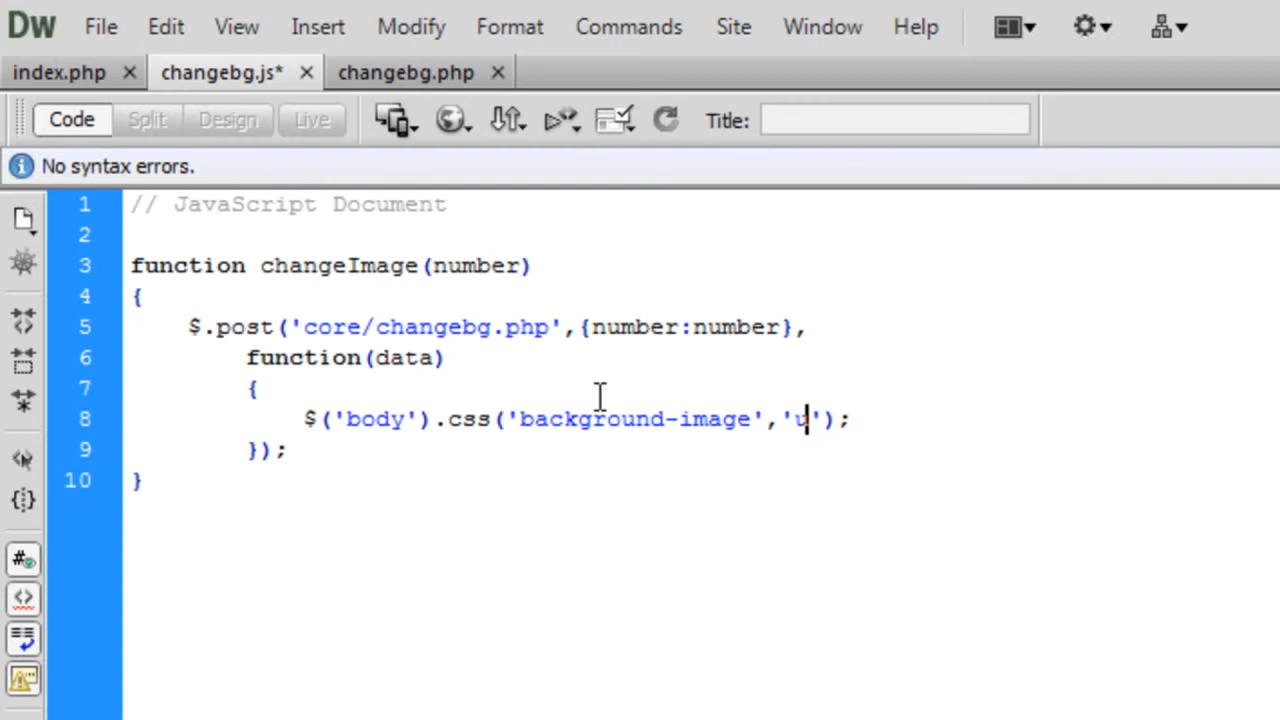 Dw File Edit View Insert Modify Format Commands Site Window Help
index.php changebg.js* changebg.php
Code Split Design Live Title:
No syntax errors.
1 // JavaScript Document
2
3 function changeImage(number)
4 {
5 $.post('core/changebg.php',{number:number},
6 function(data)
7 {
8 $('body').css('background-image','u');
9 });
10 }